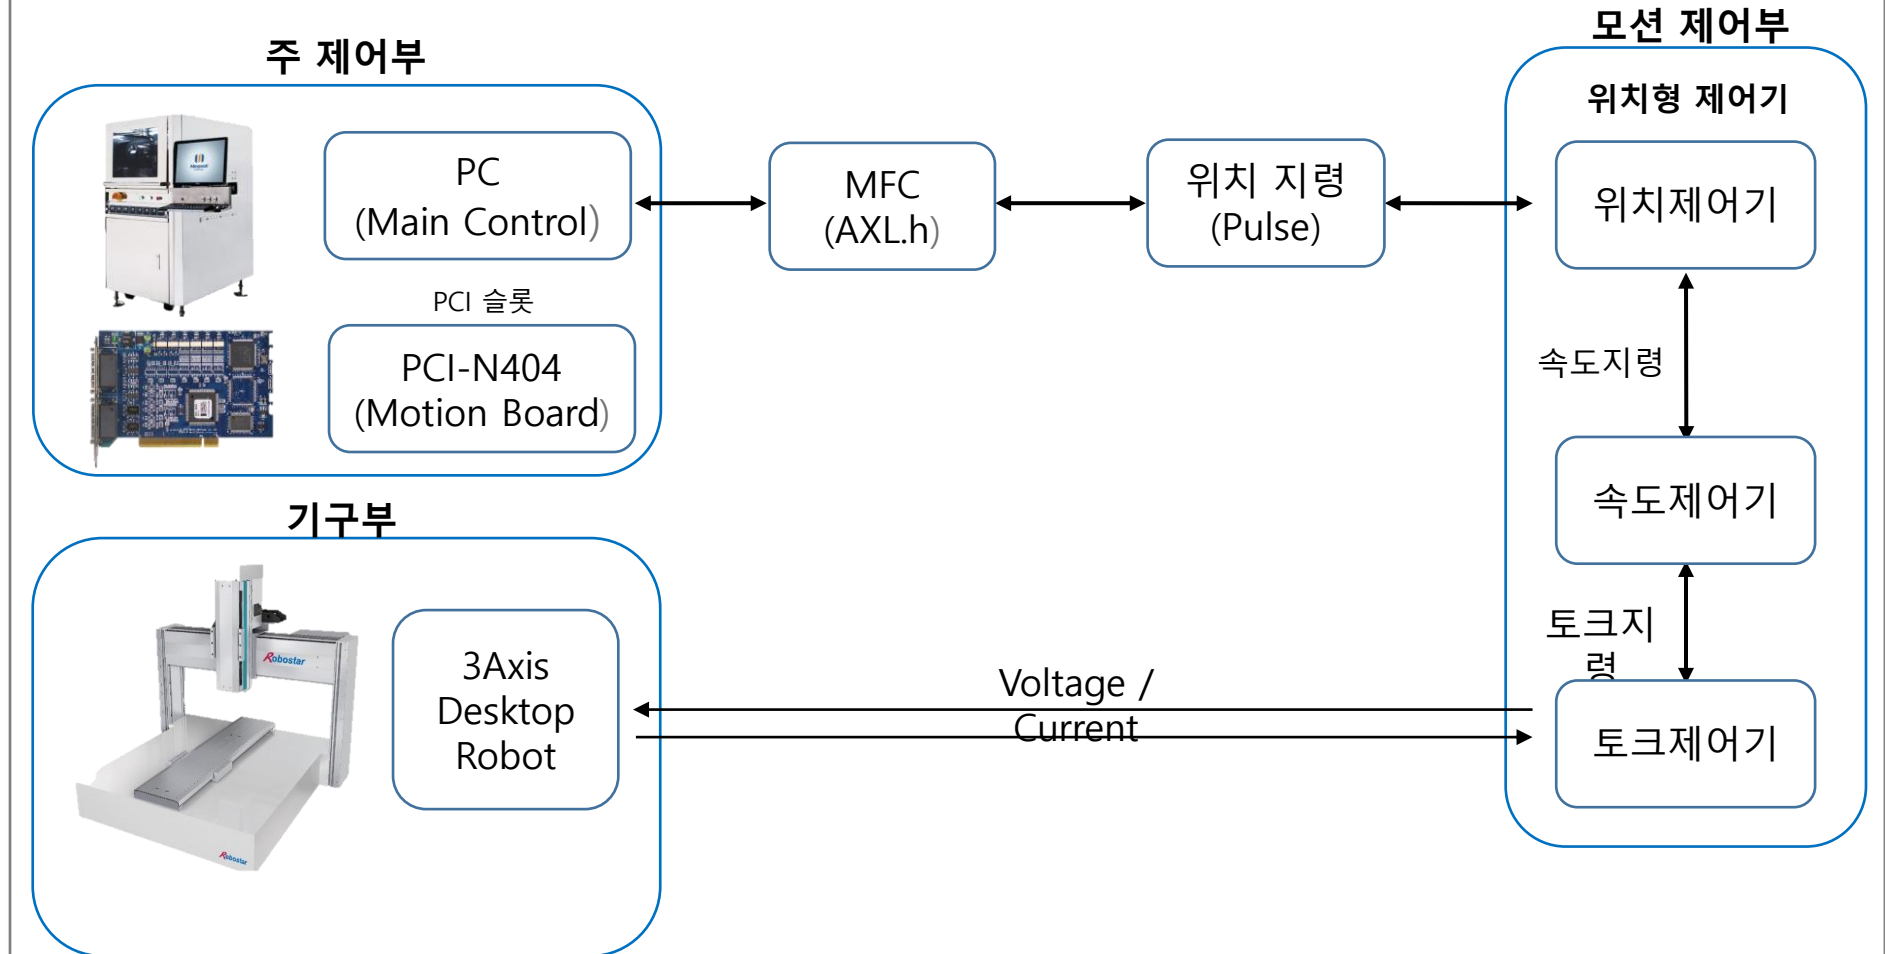 주 제어부
PC
(Main Control)
PCI 슬롯
PCI-N404
(Motion Board)
MFC
(AXL.h)
위치 지령
(Pulse)
모션 제어부
위치형 제어기
위치제어기
속도지령
속도제어기
토크지
령
토크제어기
기구부
Robostar
Robostar
3Axis
Desktop
Robot
Voltage /
Current